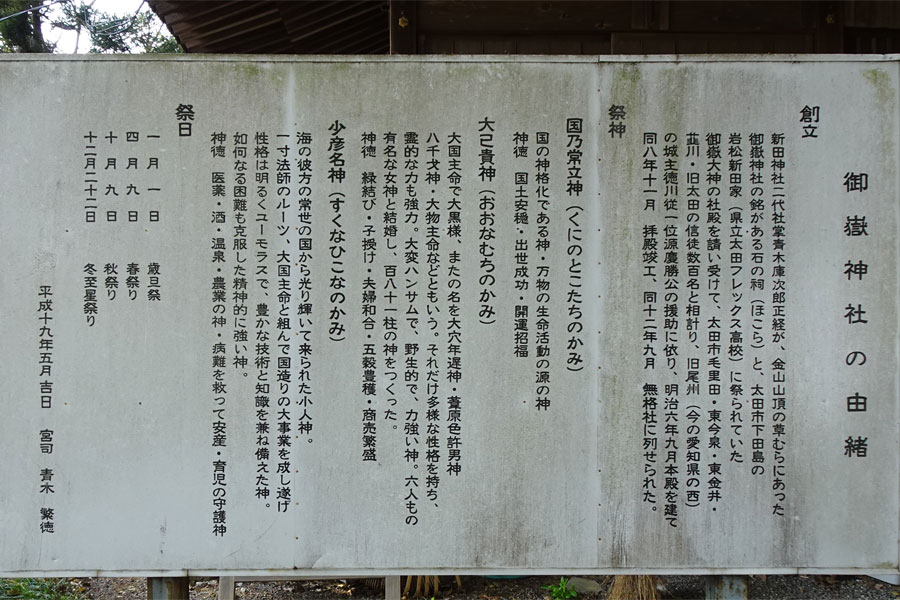 御嶽神社の由緒
創立
新田神社二代社掌青木庫次郎正経が、金山山頂の草むらにあった
御嶽神社の銘がある石の祠（ほこら）と、太田市下田島の
岩松新田家（県立太田フレックス高校）に祭られていた
御嶽大神の社殿を請い受けて、太田市毛里田・東今泉・東金井・
韮川・旧太田の信徒数百名と相計り、旧尾州（今の愛知県の西）
の城主徳川従一位源慶勝公の援助に依り、明治六年九月本殿を建て
同八年十一月　拝殿竣工、同十二年九月　無格社に列せられた。
祭神
国乃常立神（くにのとこたちのかみ）
国の神格化である神・万物の生命活動の源の神
神徳　国土安穏・出世成功・開運招福
大己貴神（おおなむちのかみ）
大国主命で大黒様、またの名を大穴牟遅神・葦原色許男神
八千戈神・大物主命などともいう。それだけ多様な性格を持ち、
霊的な力も強力。大変ハンサムで、野生的で、力強い神。六人もの
有名な女神と結婚し、百八十一柱の神をつくった。
神徳　縁結び・子授け・夫婦和合・五穀豊穣・商売繁盛
少彦名神（すくなひこなのかみ）
海の彼方の常世の国から光り輝いて来られた小人神。
一寸法師のルーツ、大国主命と組んで国造りの大事業を成し遂げ
性格は明るくユーモラスで、豊かな技術と知識を兼ね備えた神。
如何なる困難も克服した精神的に強い神。
神徳　医薬・酒・温泉・農業の神・病難を救って安産・育児の守護神
祭日
一月一日　歳旦祭
四月九日　春祭り
十月九日　秋祭り
十二月二十二日　冬至星祭り
平成十九年五月吉日　宮司　青木　繁徳